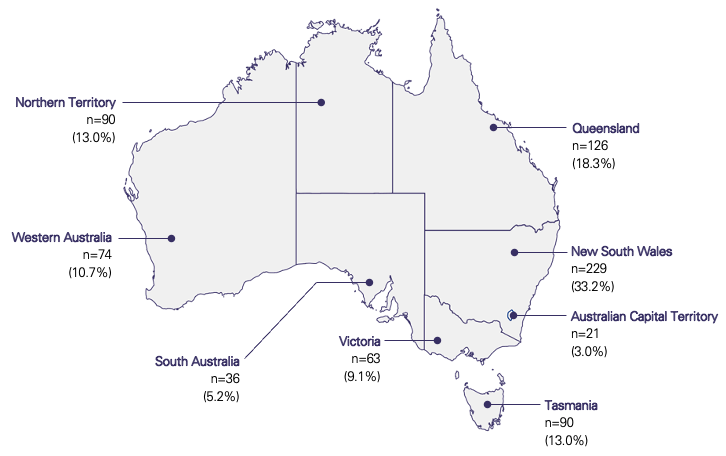 Northern Territory
n=90
(13.0%)
Queensland
n=126
(18.3%)
Western Australia
n=74
(10.7%)
New South Wales
n=229
(33.2%)
Australian Capital Territory
n=21
(3.0%)
South Australia
n=36
(5.2%)
Victoria
n=63
(9.1%)
Tasmania
n=90
(13.0%)